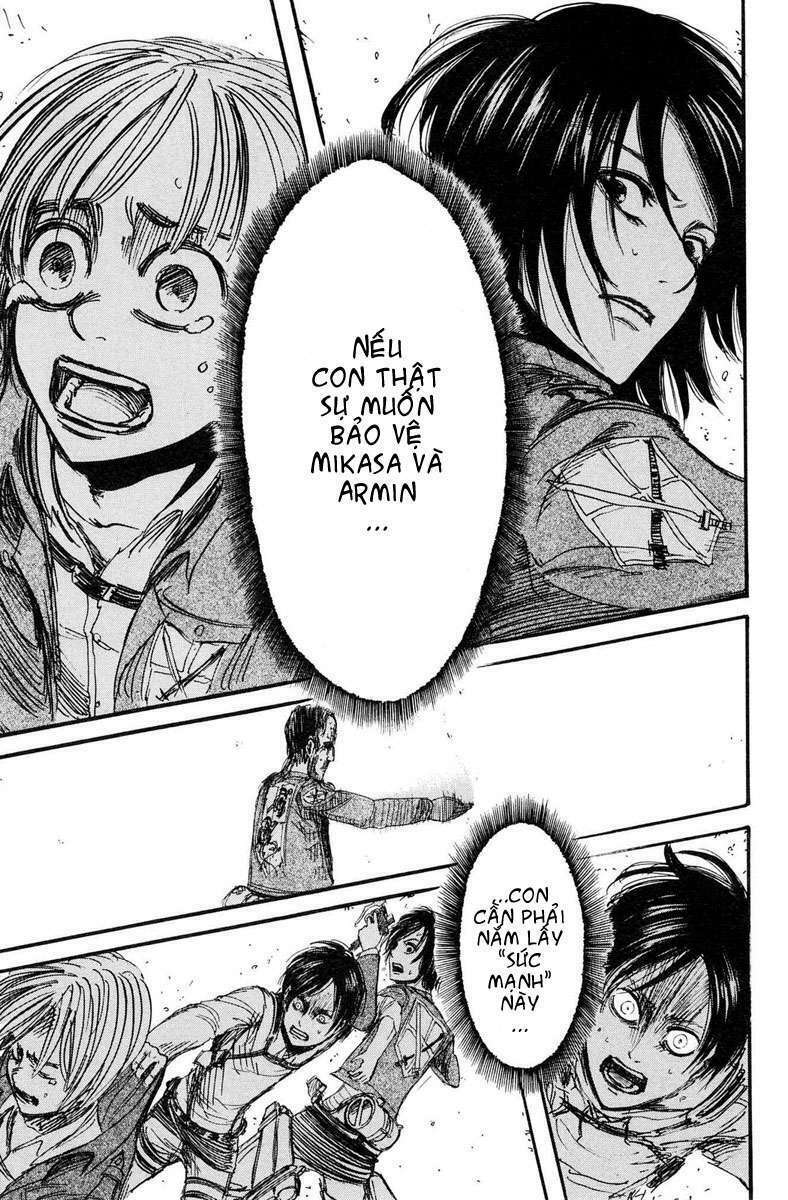 NẾU
CON THẬT
SỰ MUỐN
BẢO VỆ
MIKASA VÀ
ARMIN
...
...CON
CẦN PHẢI
NẮM LẤY
“SỨC
MẠNH”
NÀY
...